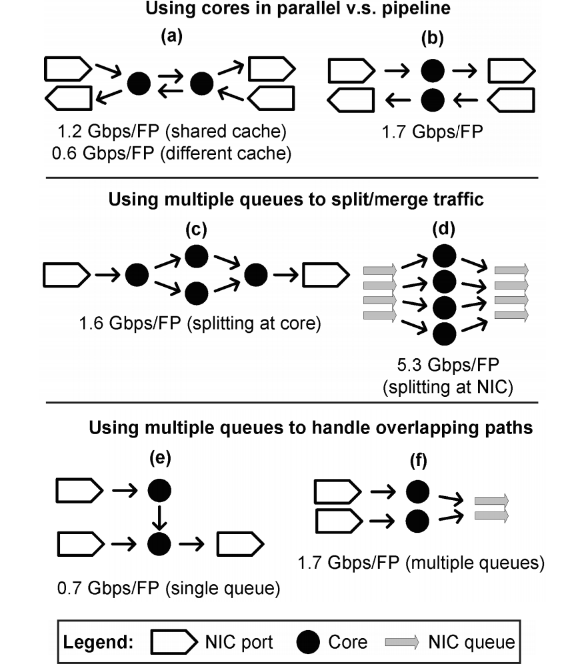 Using cores in parallel v.s. pipeline
(a)
(b)
1.2 Gbps/FP (shared cache)
0.6 Gbps/FP (different cache)
1.7 Gbps/FP
Using multiple queues to split/merge traffic
(c)
(d)
1.6 Gbps/FP (splitting at core)
5.3 Gbps/FP
(splitting at NIC)
Using multiple queues to handle overlapping paths
(e)
(f)
0.7 Gbps/FP (single queue)
1.7 Gbps/FP (multiple queues)
Legend: NIC port Core NIC queue